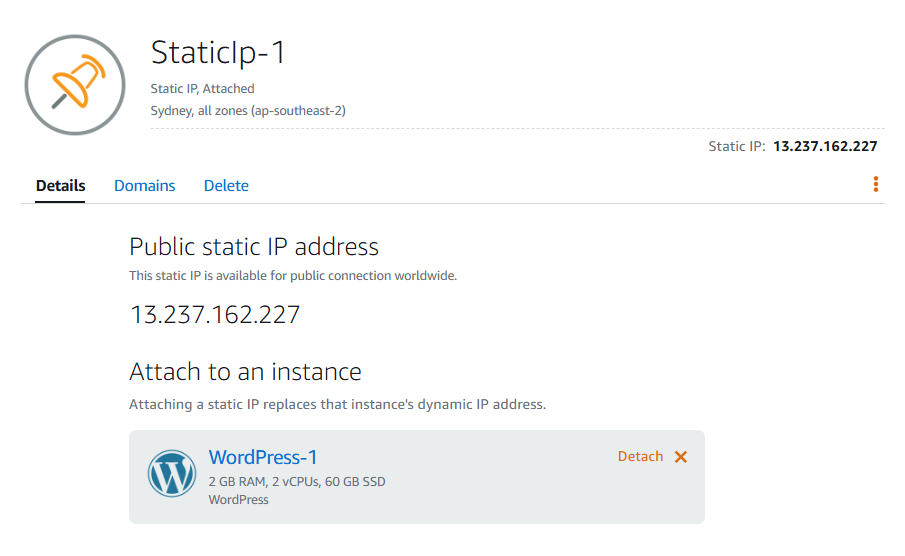 StaticIp-1
Static IP, Attached
Sydney, all zones (ap-southeast-2)
Static IP: 13.237.162.227
Details Domains Delete
Public static IP address
This static IP is available for public connection worldwide.
13.237.162.227
Attach to an instance
Attaching a static IP replaces that instance's dynamic IP address.
WordPress-1 Detach
2 GB RAM, 2 vCPUs, 60 GB SSD
WordPress